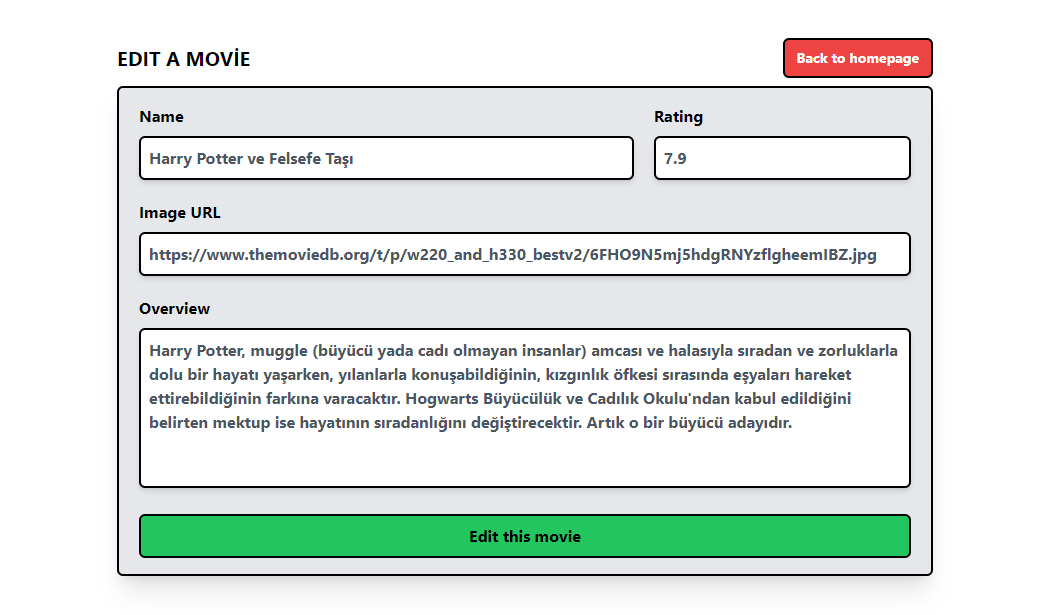 EDIT A MOVİE
Back to homepage
Name
Rating
Harry Potter ve Felsefe Taşı
7.9
Image URL
https://www.themoviedb.org/t/p/w220_and_h330_bestv2/6FHO9N5mj5hdgRNYzflgheemIBZ.jpg
Overview
Harry Potter, muggle (büyücü yada cadı olmayan insanlar) amcası ve halasıyla sıradan ve zorluklarla
dolu bir hayatı yaşarken, yılanlarla konuşabildiğinin, kızgınlık öfkesi sırasında eşyaları hareket
ettirebildiğinin farkına varacaktır. Hogwarts Büyücülük ve Cadılık Okulu'ndan kabul edildiğini
belirten mektup ise hayatının sıradanlığını değiştirecektir. Artık o bir büyücü adayıdır.
Edit this movie